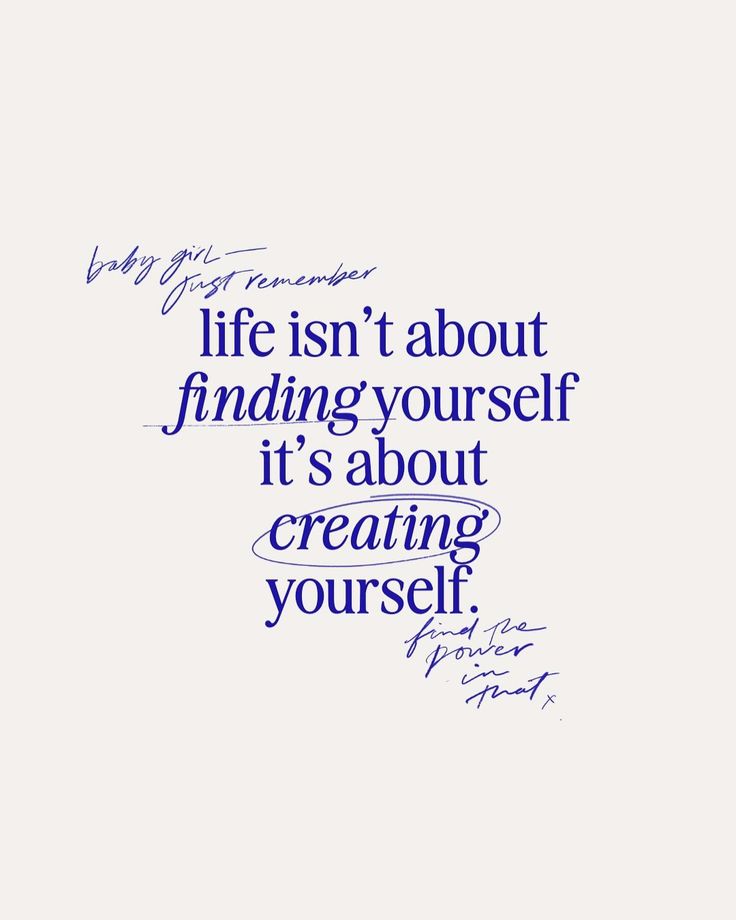 baby girl—
just remember
life isn’t about
finding yourself
it’s about
creating
yourself.
find the
power
in
that x